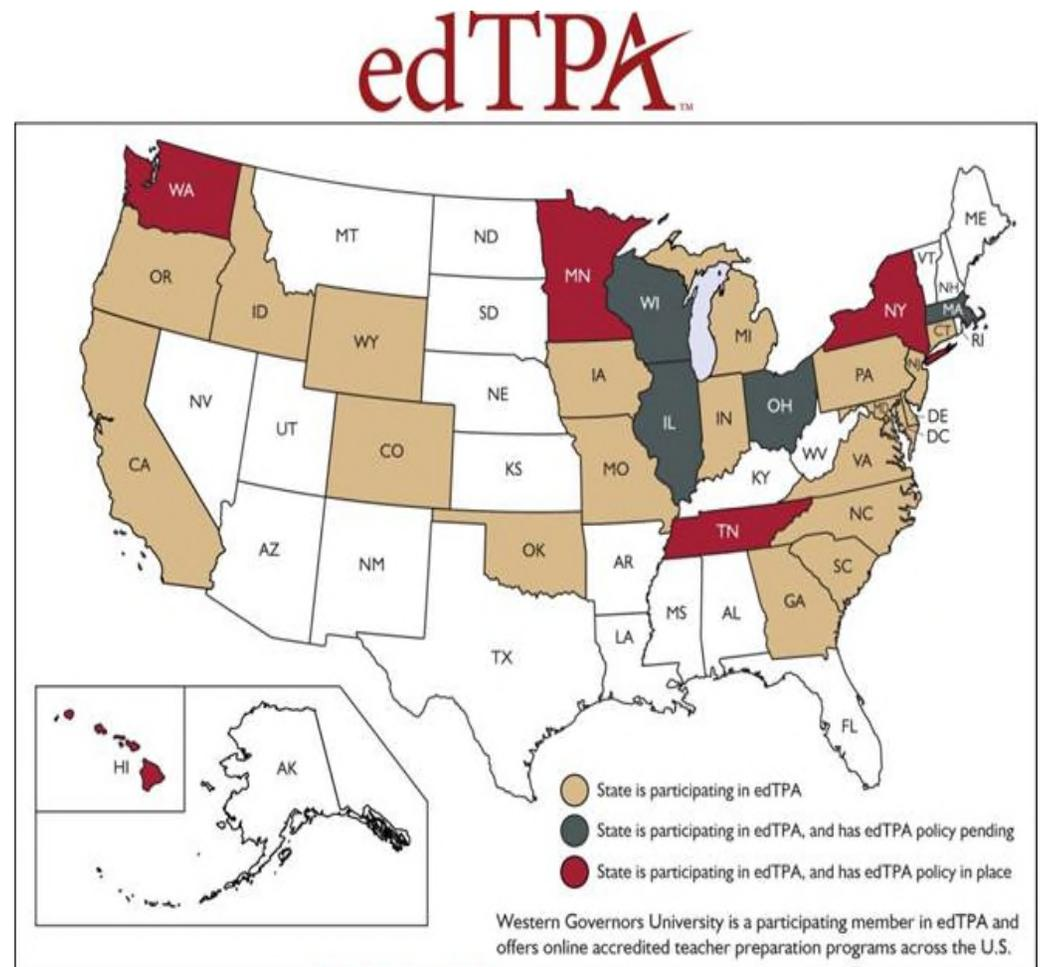 edTPA™
WA
MT
ND
MN
ME
VT
NH
OR
ID
SD
WI
NY
MA
WY
MI
CT
RI
NV
NE
IA
PA
NJ
UT
IL
IN
OH
MD
DE
DC
CA
CO
KS
MO
WV
VA
KY
AZ
NM
OK
AR
TN
NC
SC
MS
AL
GA
TX
LA
FL
HI
AK
State is participating in edTPA
State is participating in edTPA, and has edTPA policy pending
State is participating in edTPA, and has edTPA policy in place
Western Governors University is a participating member in edTPA and
offers online accredited teacher preparation programs across the U.S.